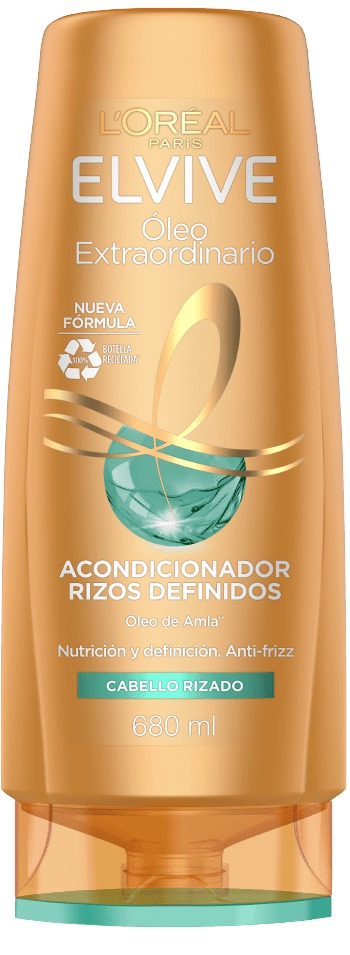 L'ORÉAL
PARIS
ELVIVE
Óleo
Extraordinario
NUEVA
FÓRMULA
100%
BOTELLA
RECICLADA
ACONDICIONADOR
RIZOS DEFINIDOS
Óleo de Amla
Nutrición y definición. Anti-frizz
CABELLO RIZADO
680 ml